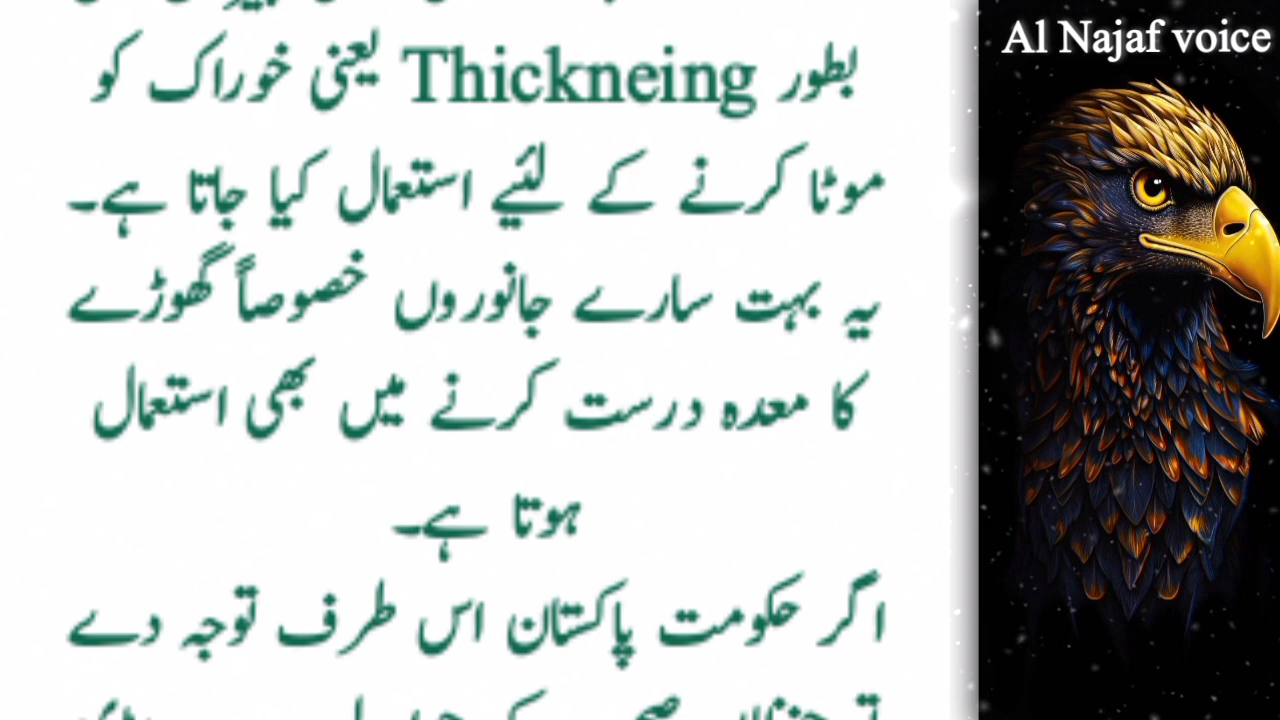 بطور Thickneing یعنی خوراک کو
موٹا کرنے کے لئیے استعمال کیا جاتا ہے۔
یہ بہت سارے جانوروں خصوصاً گھوڑے
کا معدہ درست کرنے میں بھی استعمال
ہوتا ہے۔
اگر حکومت پاکستان اس طرف توجہ دے
Al Najaf voice